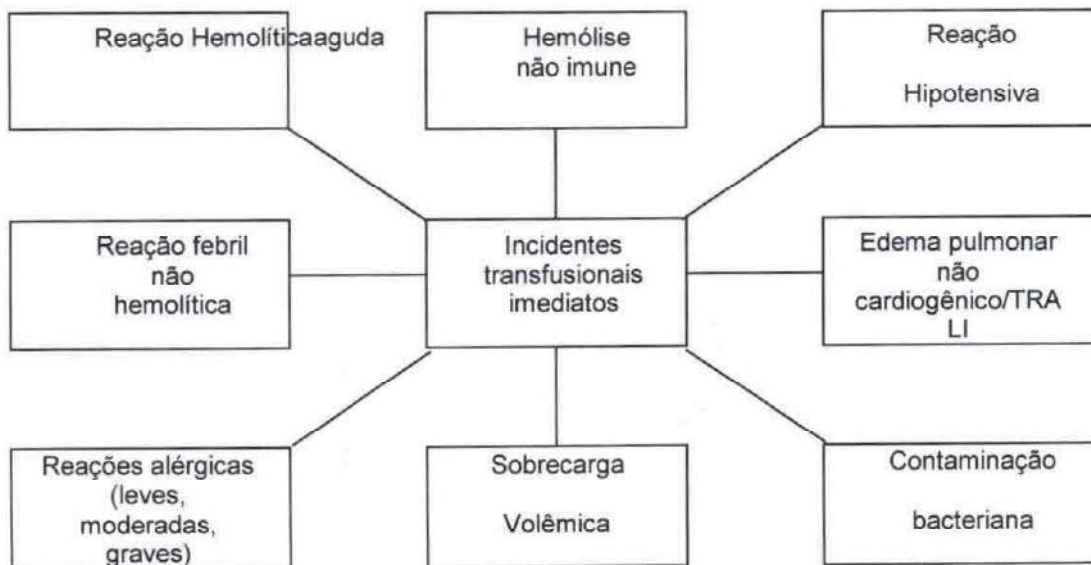 Reação Hemolíticaaguda
Hemólise
não imune
Reação
Hipotensiva
Reação febril
não
hemolítica
Incidentes
transfusionais
imediatos
Edema pulmonar
não
cardiogênico/TRA
LI
Reações alérgicas
(leves,
moderadas,
graves)
Sobrecarga
Volêmica
Contaminação
bacteriana